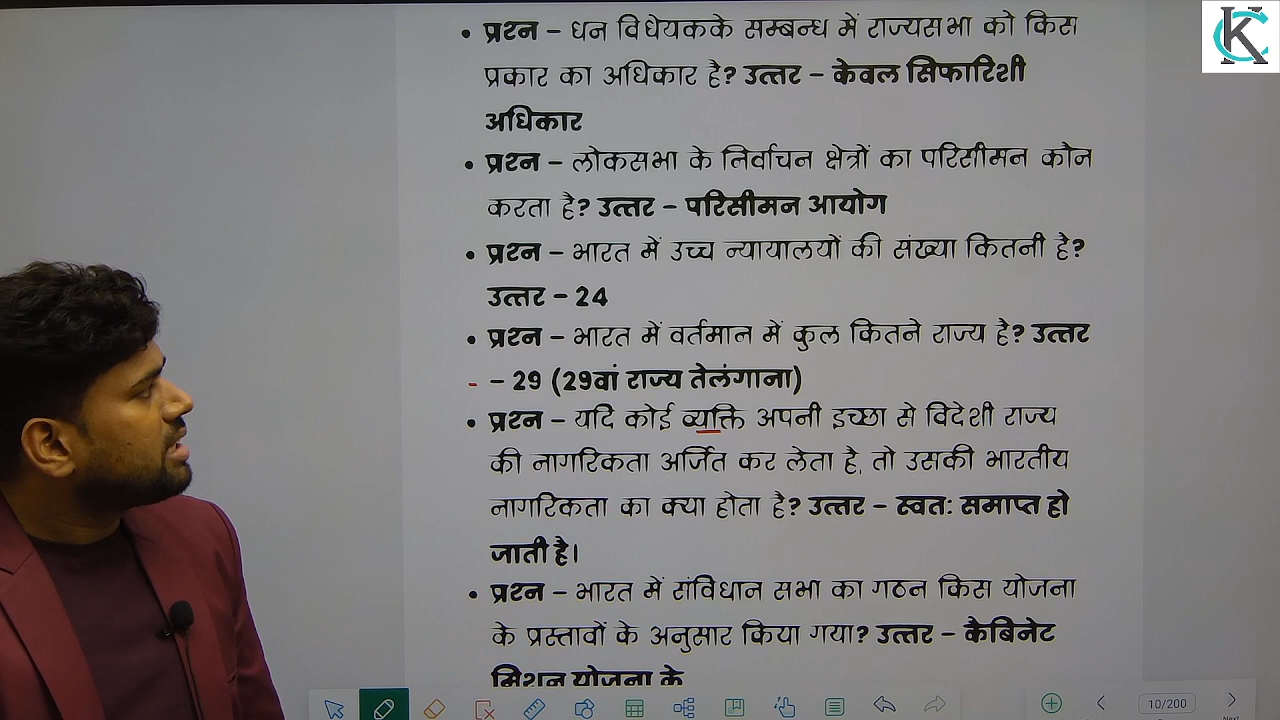 • प्रश्न – धन विधेयकके सम्बन्ध में राज्यसभा को किस
प्रकार का अधिकार है? उत्तर – केवल सिफारिशी
अधिकार
• प्रश्न – लोकसभा के निर्वाचन क्षेत्रों का परिसीमन कौन
करता है? उत्तर – परिसीमन आयोग
• प्रश्न – भारत में उच्च न्यायालयों की संख्या कितनी है?
उत्तर – 24
• प्रश्न – भारत में वर्तमान में कुल कितने राज्य है? उत्तर
– 29 (29वां राज्य तेलंगाना)
• प्रश्न – यदि कोई व्यक्ति अपनी इच्छा से विदेशी राज्य
की नागरिकता अर्जित कर लेता है, तो उसकी भारतीय
नागरिकता का क्या होता है? उत्तर – स्वत: समाप्त हो
जाती है।
• प्रश्न – भारत में संविधान सभा का गठन किस योजना
के प्रस्तावों के अनुसार किया गया? उत्तर – कैबिनेट
मिशन योजना के
10/200
Next
KC